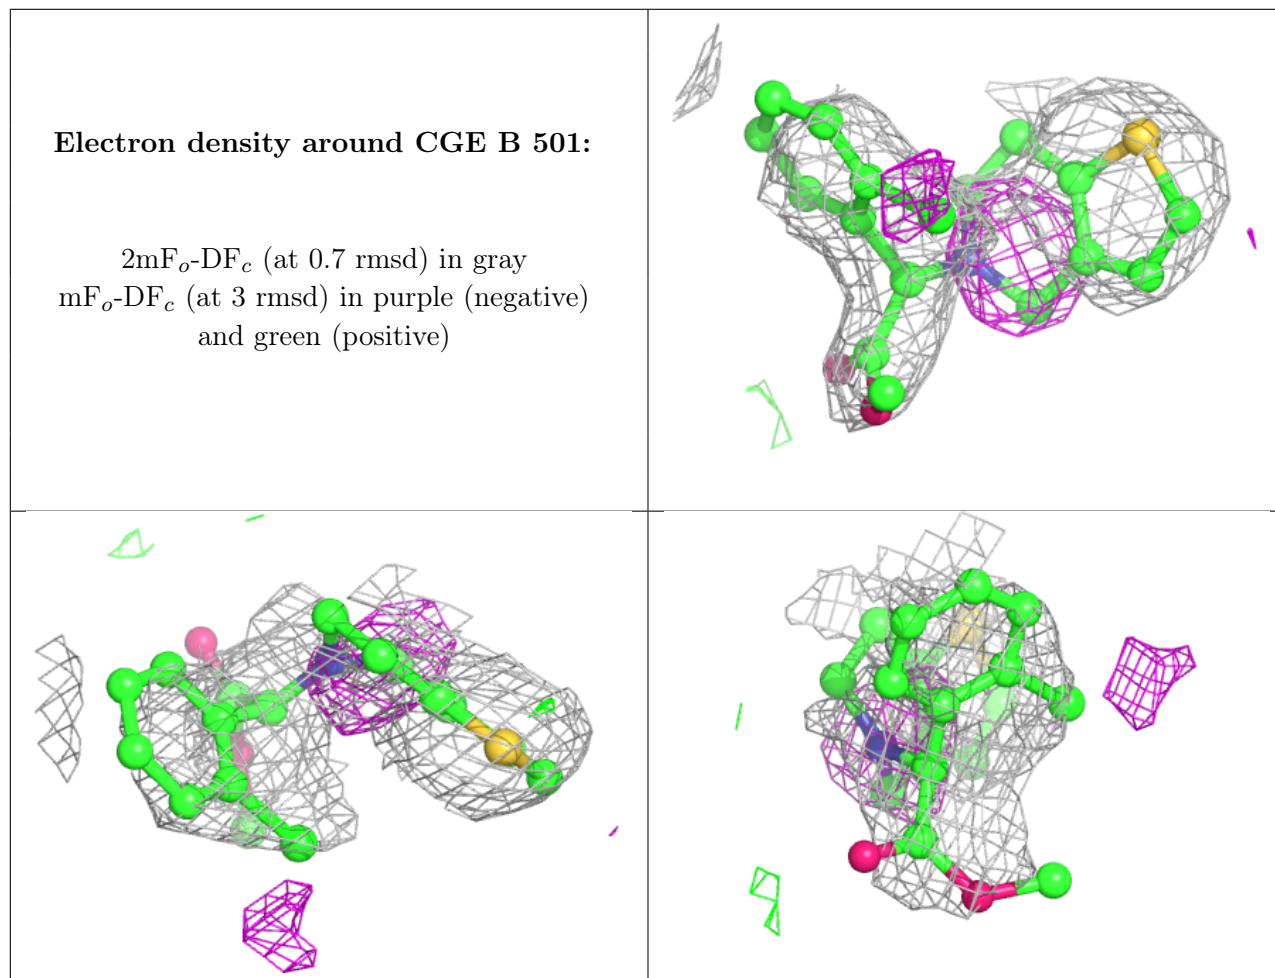 Electron density around CGE B 501:
2mFₒ-DF𝒸 (at 0.7 rmsd) in gray
mFₒ-DF𝒸 (at 3 rmsd) in purple (negative)
and green (positive)